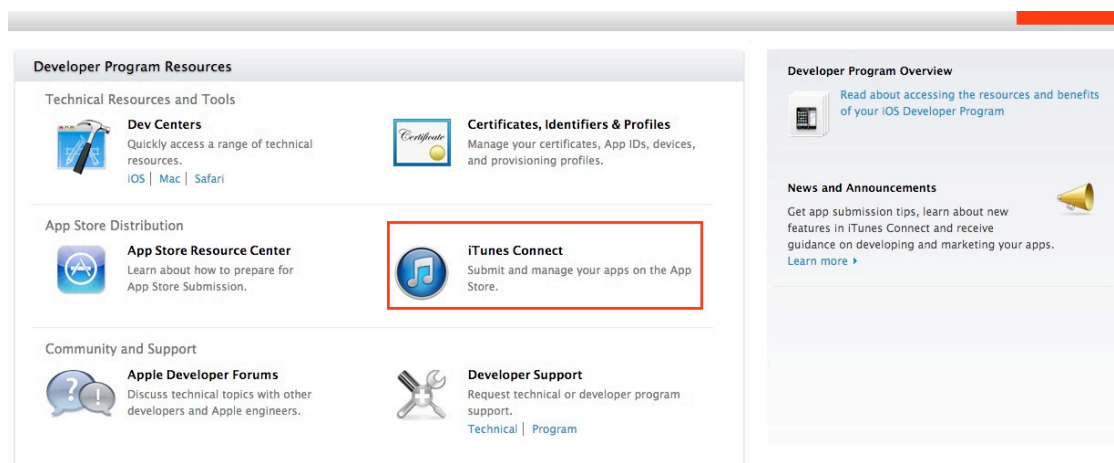 Developer Program Resources
Technical Resources and Tools
Dev Centers
Quickly access a range of technical
resources.
iOS | Mac | Safari
Certificate
Certificates, Identifiers & Profiles
Manage your certificates, App IDs, devices,
and provisioning profiles.
App Store Distribution
App Store Resource Center
Learn about how to prepare for
App Store Submission.
iTunes Connect
Submit and manage your apps on the App
Store.
Community and Support
Apple Developer Forums
Discuss technical topics with other
developers and Apple engineers.
Developer Support
Request technical or developer program
support.
Technical | Program
Developer Program Overview
Read about accessing the resources and benefits
of your iOS Developer Program
News and Announcements
Get app submission tips, learn about new
features in iTunes Connect and receive
guidance on developing and marketing your apps.
Learn more